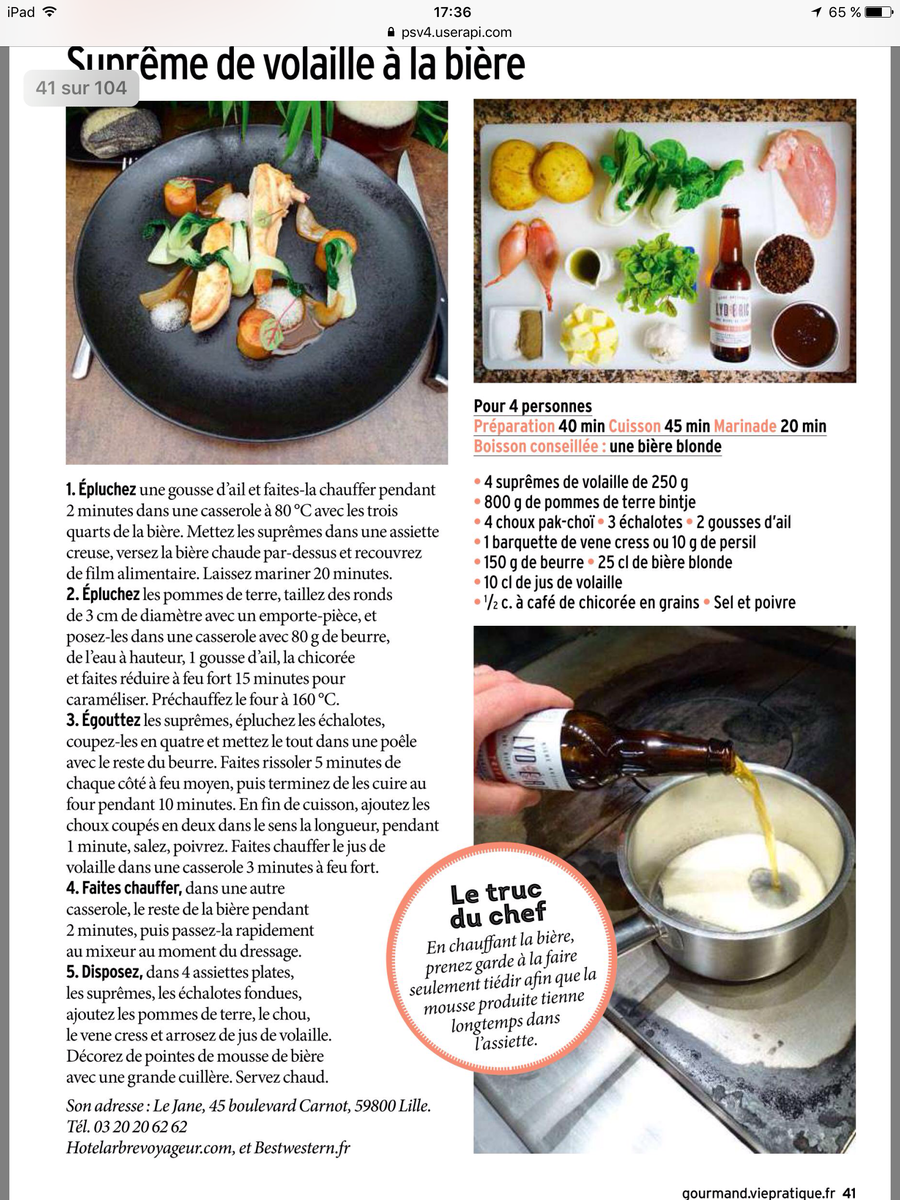 iPad
17:36
65 %
psv4.userapi.com
Suprême de volaille à la bière
41 sur 104
LYDERIC
Pour 4 personnes
Préparation 40 min Cuisson 45 min Marinade 20 min
Boisson conseillée : une bière blonde
• 4 suprêmes de volaille de 250 g
• 800 g de pommes de terre bintje
• 4 choux pak-choï • 3 échalotes • 2 gousses d'ail
• 1 barquette de vene cress ou 10 g de persil
• 150 g de beurre • 25 cl de bière blonde
• 10 cl de jus de volaille
• ½ c. à café de chicorée en grains • Sel et poivre
1. Épluchez une gousse d'ail et faites-la chauffer pendant
2 minutes dans une casserole à 80 °C avec les trois
quarts de la bière. Mettez les suprêmes dans une assiette
creuse, versez la bière chaude par-dessus et recouvrez
de film alimentaire. Laissez mariner 20 minutes.
2. Épluchez les pommes de terre, taillez des ronds
de 3 cm de diamètre avec un emporte-pièce, et
posez-les dans une casserole avec 80 g de beurre,
de l'eau à hauteur, 1 gousse d'ail, la chicorée
et faites réduire à feu fort 15 minutes pour
caraméliser. Préchauffez le four à 160 °C.
3. Égouttez les suprêmes, épluchez les échalotes,
coupez-les en quatre et mettez le tout dans une poêle
avec le reste du beurre. Faites rissoler 5 minutes de
chaque côté à feu moyen, puis terminez de les cuire au
four pendant 10 minutes. En fin de cuisson, ajoutez les
choux coupés en deux dans le sens la longueur, pendant
1 minute, salez, poivrez. Faites chauffer le jus de
volaille dans une casserole 3 minutes à feu fort.
4. Faites chauffer, dans une autre
casserole, le reste de la bière pendant
2 minutes, puis passez-la rapidement
au mixeur au moment du dressage.
5. Disposez, dans 4 assiettes plates,
les suprêmes, les échalotes fondues,
ajoutez les pommes de terre, le chou,
le vene cress et arrosez de jus de volaille.
Décorez de pointes de mousse de bière
avec une grande cuillère. Servez chaud.
Son adresse : Le Jane, 45 boulevard Carnot, 59800 Lille.
Tél. 03 20 20 62 62
Hotelarbrevoyageur.com, et Bestwestern.fr
LYDER
Le truc
du chef
En chauffant la bière,
prenez garde à la faire
seulement tiédir afin que la
mousse produite tienne
longtemps dans
l'assiette.
gourmand.viepratique.fr 41